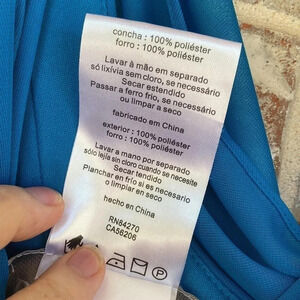 concha : 100% poliéster
forro : 100% poliéster
Lavar à mão em separado
só lixívia sem cloro, se necessário
Secar estendido
Passar a ferro frio, se necessário
ou limpar a seco
fabricado em China
exterior : 100% poliéster
forro : 100% poliéster
Lavar a mano por separado
sólo lejía sin cloro cuando se necesite
Secar tendido
Planchar en frío si es necesario
o limpiar en seco
hecho en China
RN84270
CA56206